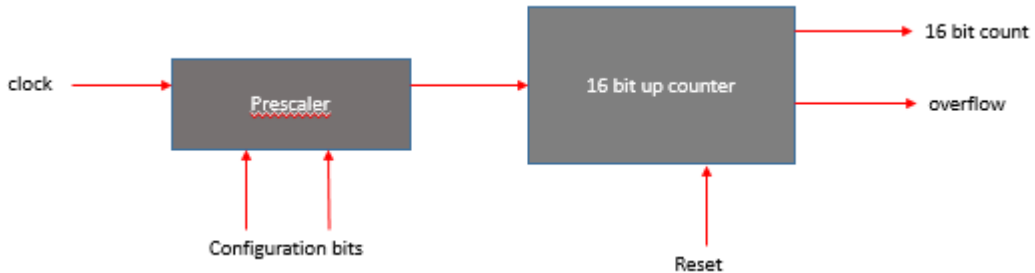 clock
Prescaler
Configuration bits
16 bit up counter
Reset
16 bit count
overflow